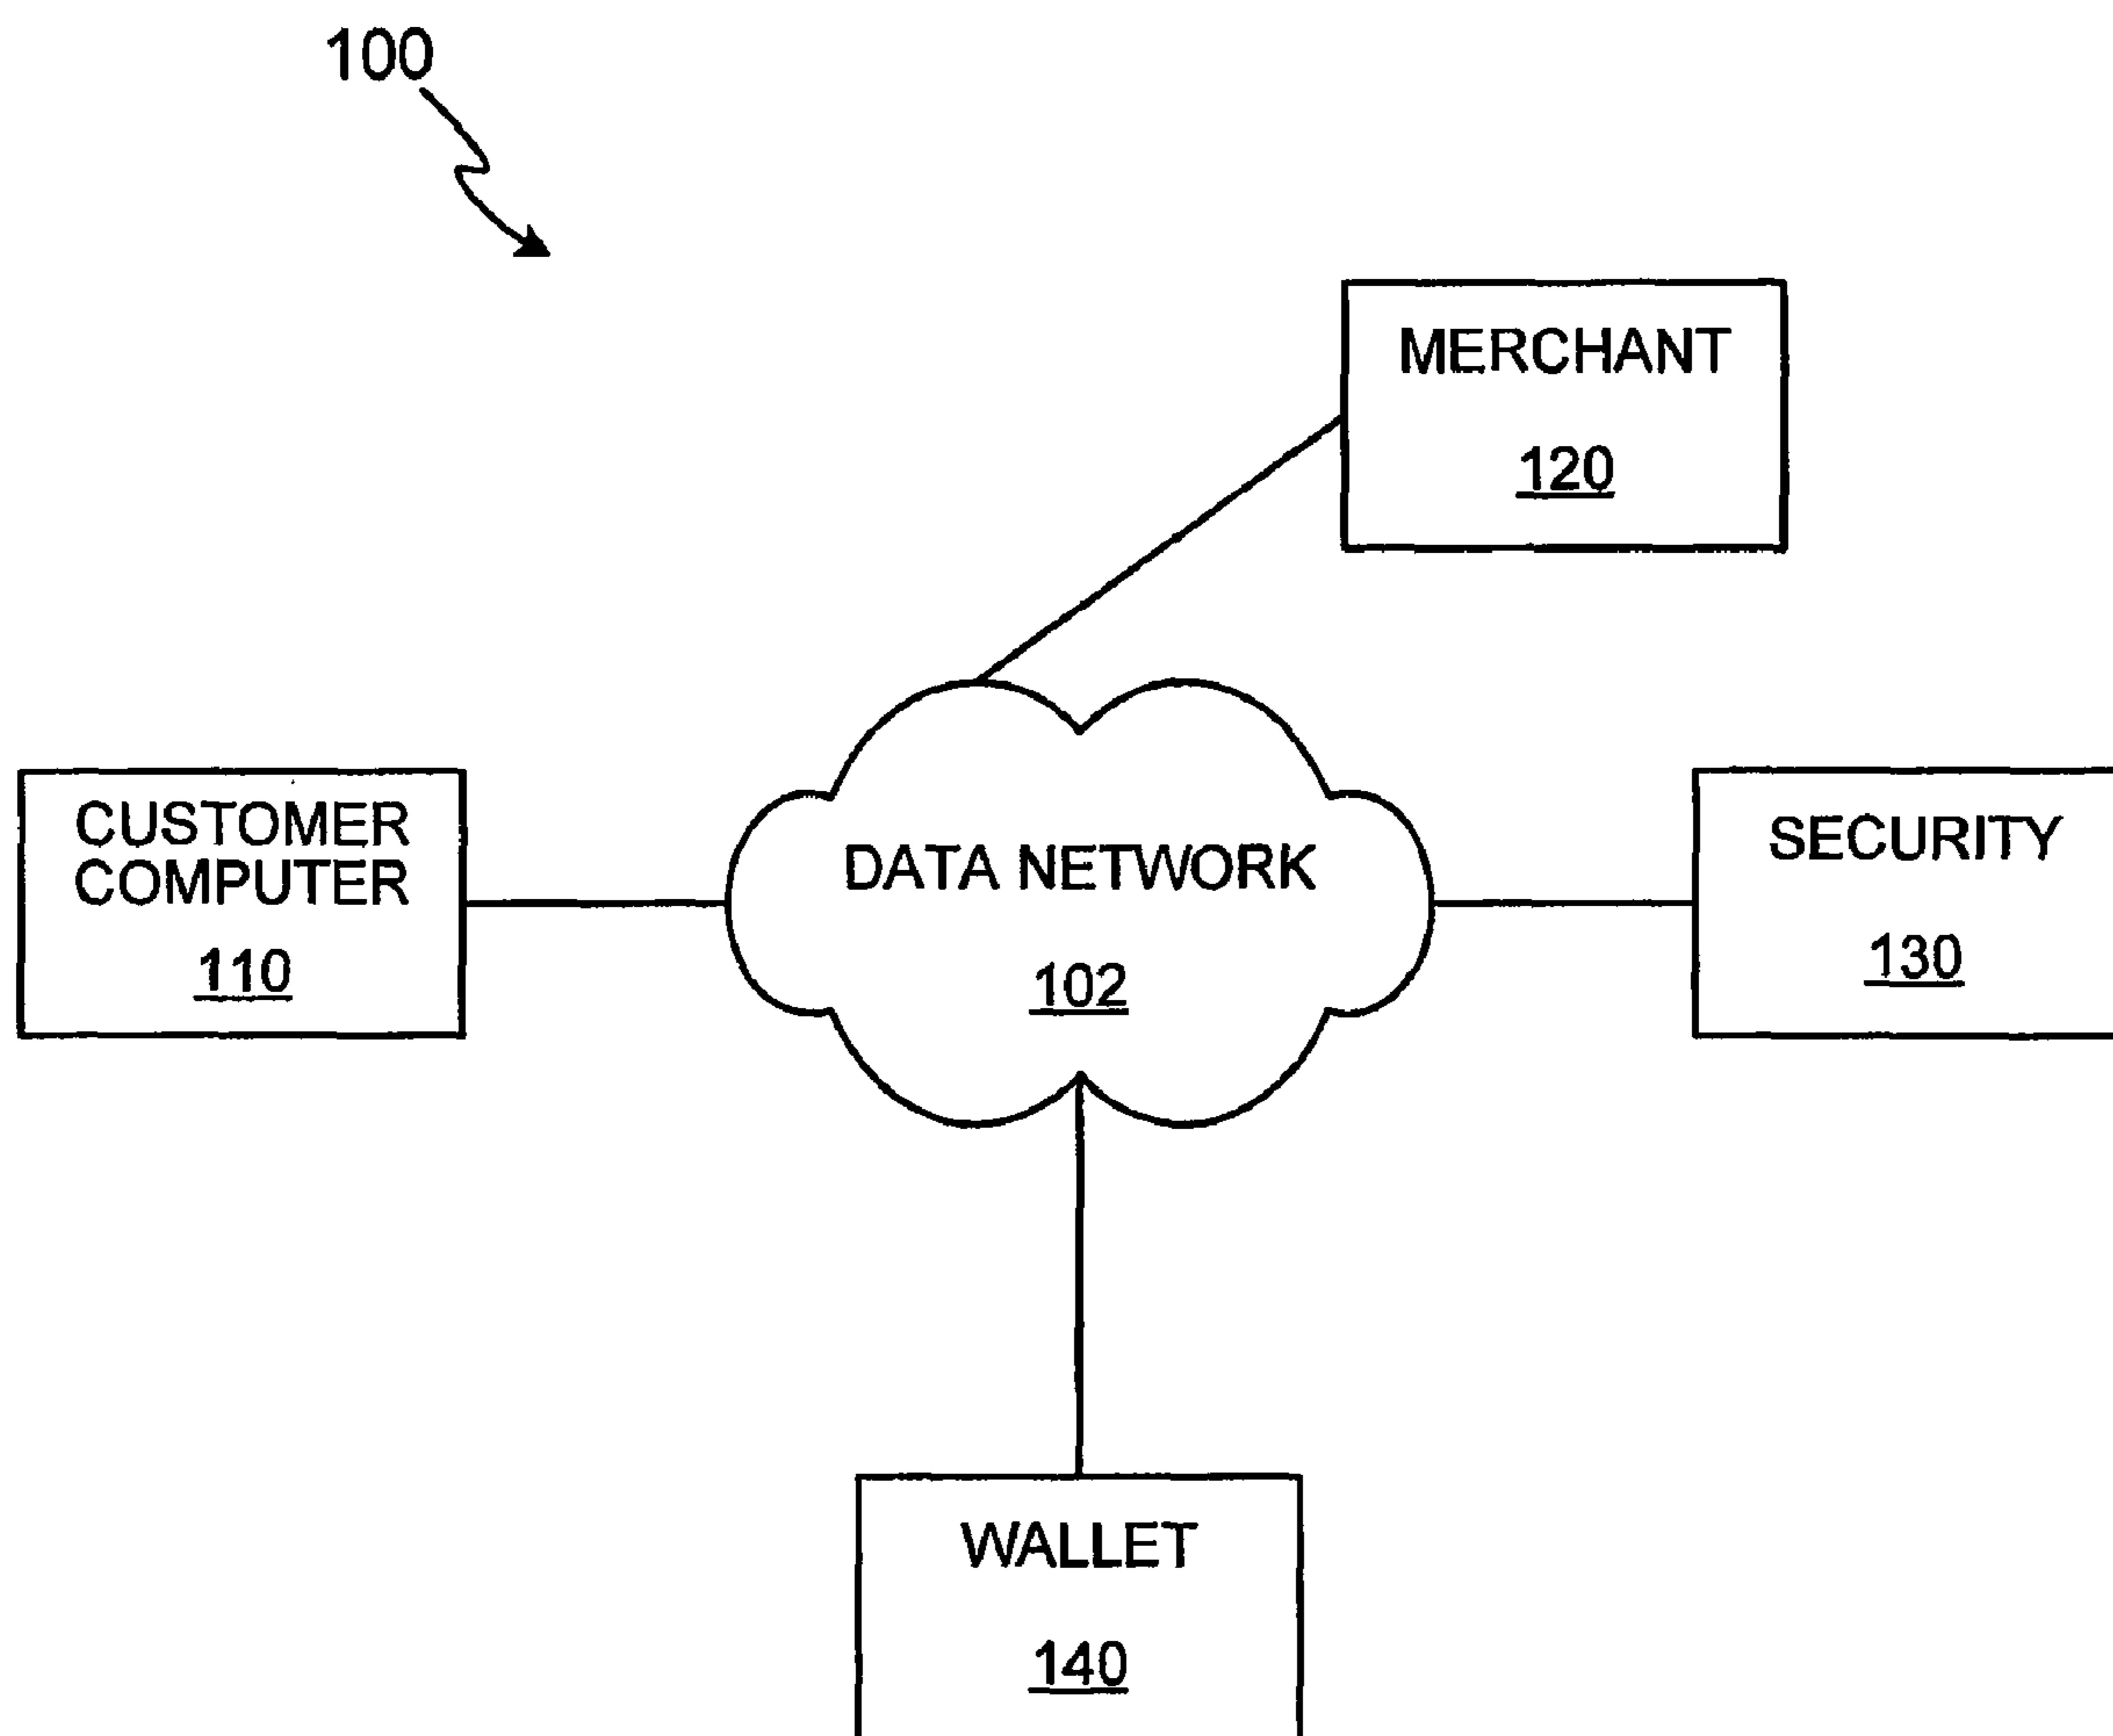 100
MERCHANT
120
CUSTOMER
COMPUTER
110
DATA NETWORK
102
SECURITY
130
WALLET
140